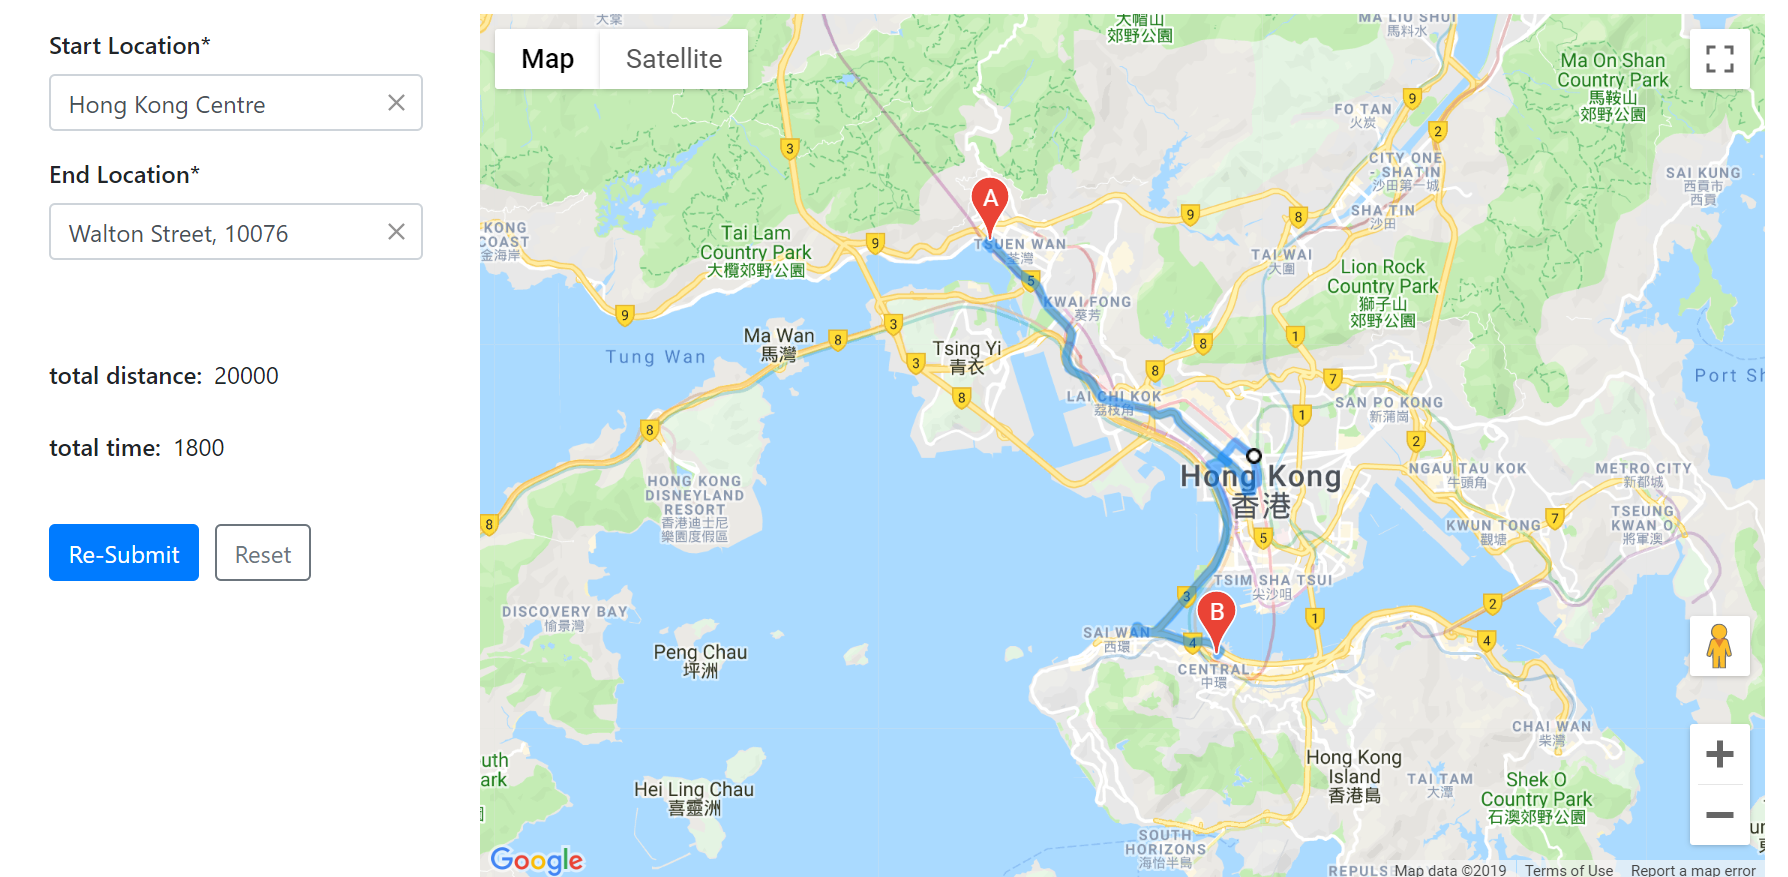 Start Location*
Hong Kong Centre
End Location*
Walton Street, 10076
total distance: 20000
total time: 1800
Re-Submit
Reset
Map
Satellite
大棠
大帽山
郊野公園
MA LIU SHUI
馬料水
Ma On Shan
Country Park
馬鞍山
郊野公園
FO TAN
火炭
9
2
3
CITY ONE
- SHATIN
沙田第一城
SAI KUNG
西貢市
A
9
8
SHA TIN
沙田
KONG
COAST
金海岸
Tai Lam
Country Park
大欖郊野公園
9
TSUEN WAN
荃灣
TAI WAI
大圍
Lion Rock
Country Park
獅子山
郊野公園
5
KWAI FONG
葵芳
9
3
8
1
Ma Wan
馬灣
8
Tung Wan
Tsing Yi
青衣
3
8
8
7
Port Sh
LAI CHI KOK
荔枝角
SAN PO KONG
新蒲崗
1
8
2
Hong Kong
香港
NGAU TAU KOK
牛頭角
METRO CITY
新都城
HONG KONG
DISNEYLAND
RESORT
香港迪士尼
樂園度假區
8
KWUN TONG
觀塘
7
TSEUNG
KWAN O
將軍澳
5
TSIM SHA TSUI
尖沙咀
DISCOVERY BAY
愉景灣
3
B
1
2
SAI WAN
西環
4
4
Peng Chau
坪洲
CENTRAL
中環
CHAI WAN
柴灣
Hong Kong
Island
香港島
TAI TAM
大潭
Shek O
Country Park
石澳郊野公園
outh
ark
Hei Ling Chau
喜靈洲
SOUTH
HORIZONS
海怡半島
REPULS
Google
Map data ©2019
Terms of Use
Report a map error